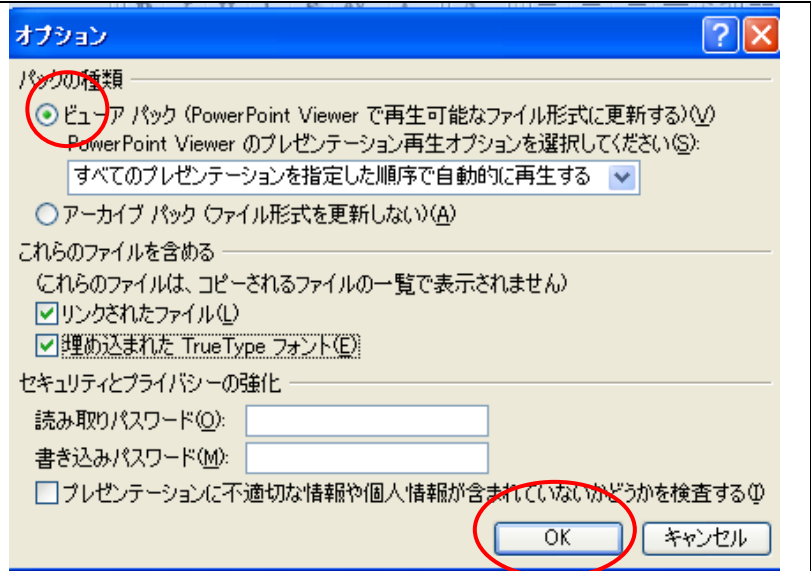 オプション
パックの種類
ビューア パック (PowerPoint Viewer で再生可能なファイル形式に更新する)(V)
PowerPoint Viewer のプレゼンテーション再生オプションを選択してください(S):
すべてのプレゼンテーションを指定した順序で自動的に再生する
アーカイブ パック (ファイル形式を更新しない)(A)
これらのファイルを含める
(これらのファイルは、コピーされるファイルの一覧で表示されません)
リンクされたファイル(L)
埋め込まれた TrueType フォント(E)
セキュリティとプライバシーの強化
読み取りパスワード(O):
書き込みパスワード(M):
プレゼンテーションに不適切な情報や個人情報が含まれていないかどうかを検査する(I)
OK キャンセル